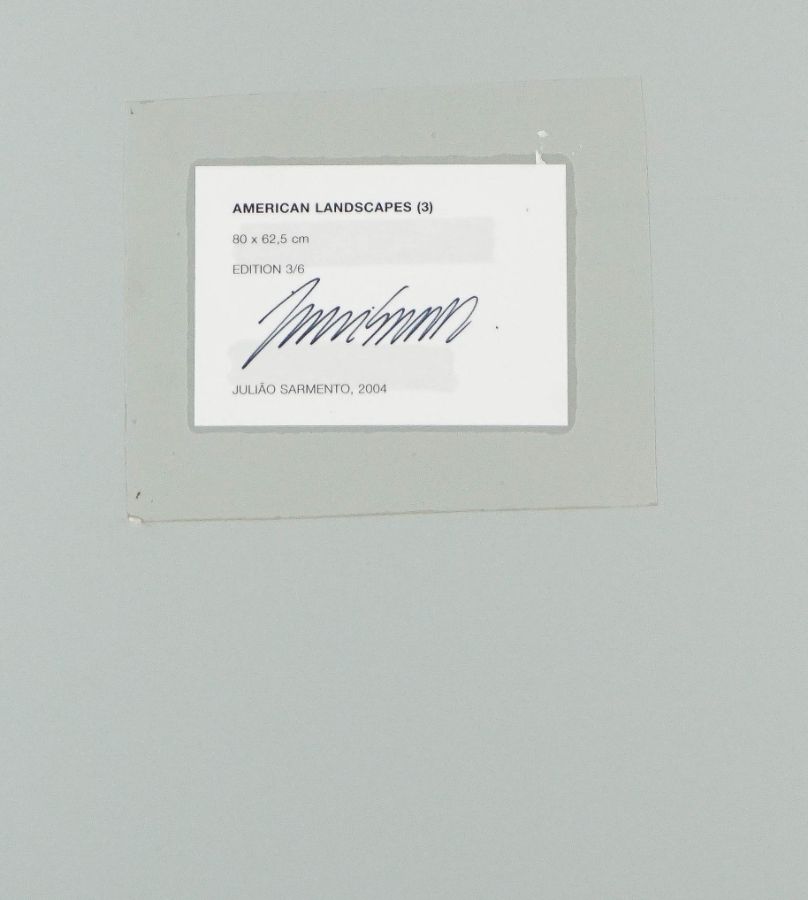 AMERICAN LANDSCAPES (3)
80 x 62,5 cm
EDITION 3/6
JULIÃO SARMENTO, 2004